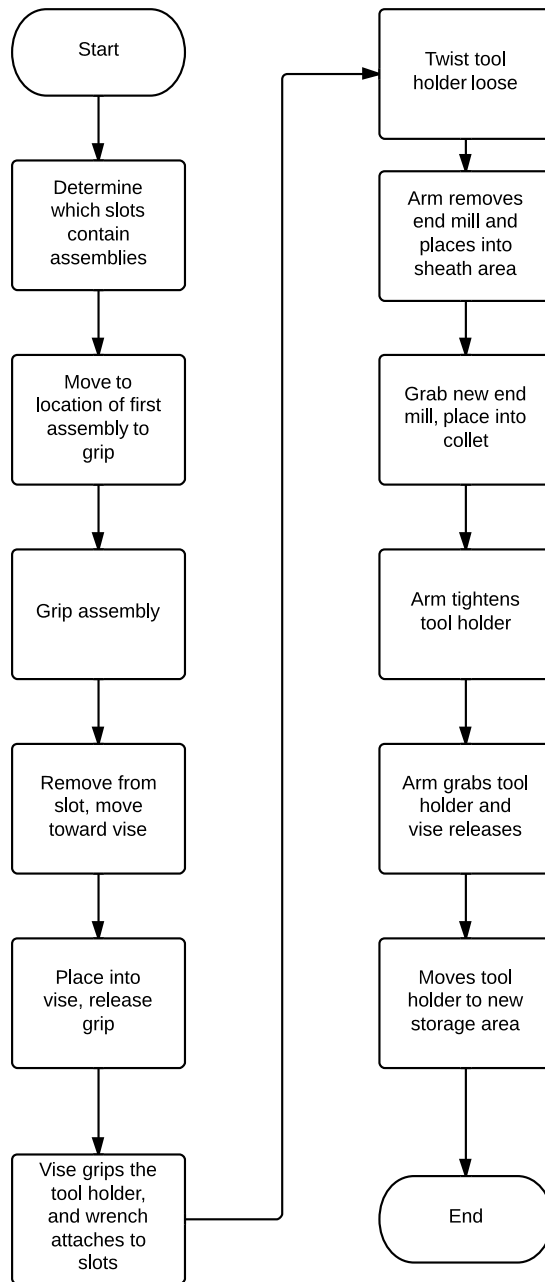 Start
Determine
which slots
contain
assemblies
Move to
location of first
assembly to
grip
Grip assembly
Remove from
slot, move
toward vise
Place into
vise, release
grip
Vise grips the
tool holder,
and wrench
attaches to
slots
Twist tool
holder loose
Arm removes
end mill and
places into
sheath area
Grab new end
mill, place into
collet
Arm tightens
tool holder
Arm grabs tool
holder and
vise releases
Moves tool
holder to new
storage area
End